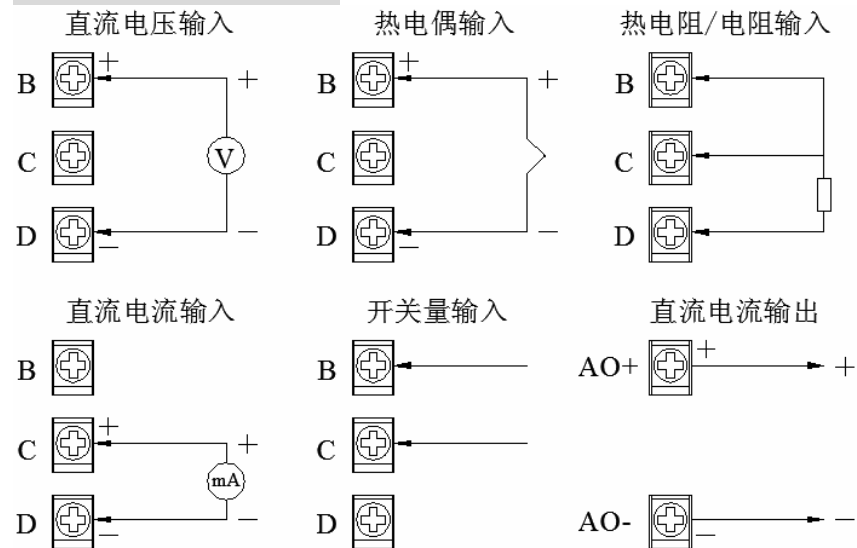 直流电压输入 热电偶输入 热电阻/电阻输入
B + + B + + B
C V C C
D − − D − − D
直流电流输入 开关量输入 直流电流输出
B B AO+ + +
C + + C
mA
D − − D AO- − −